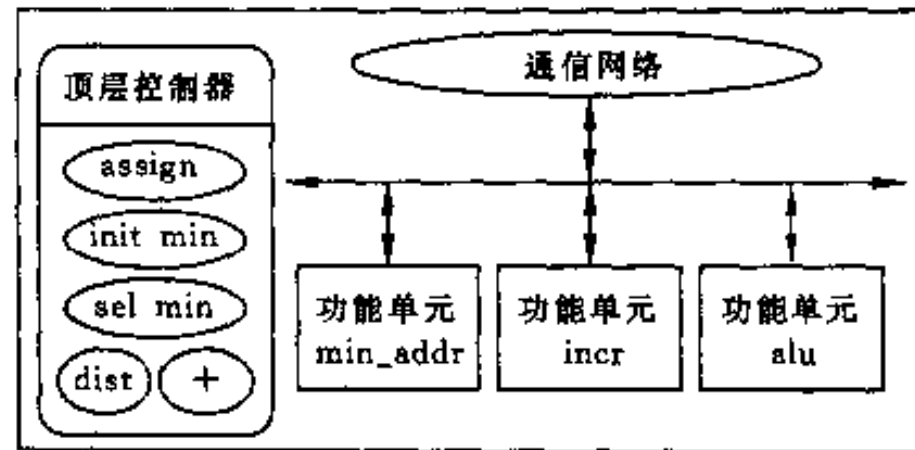 顶层控制器
assign
init min
sel min
dist
+
通信网络
功能单元
min_addr
功能单元
incr
功能单元
alu